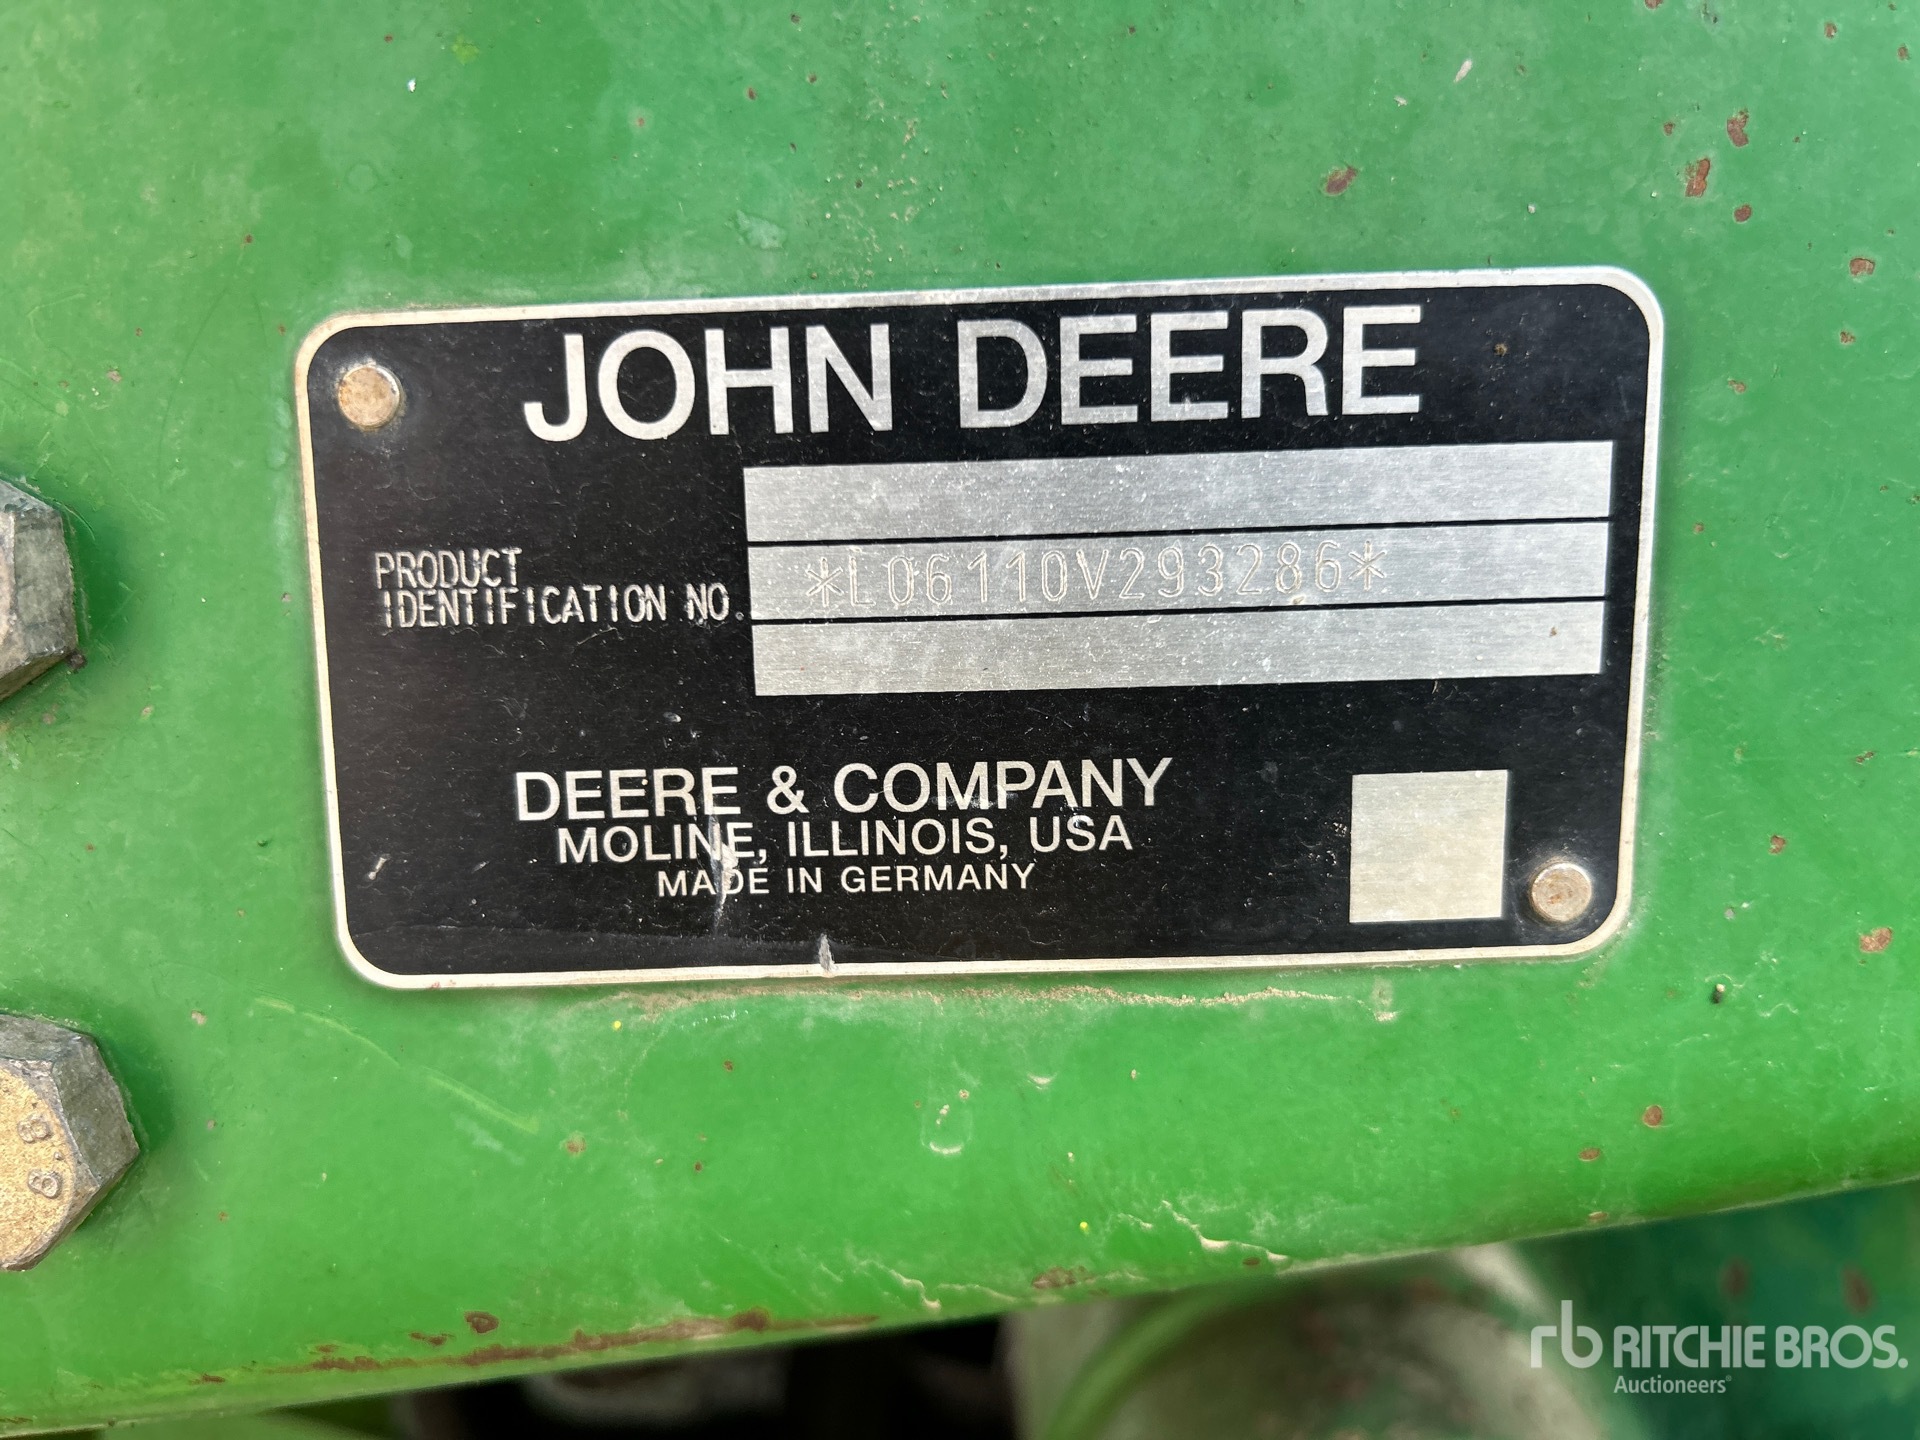 JOHN DEERE
PRODUCT
IDENTIFICATION NO.
*L06110V293286*
DEERE & COMPANY
MOLINE, ILLINOIS, USA
MADE IN GERMANY
8.8.
rb RITCHIE BROS.
Auctioneers®